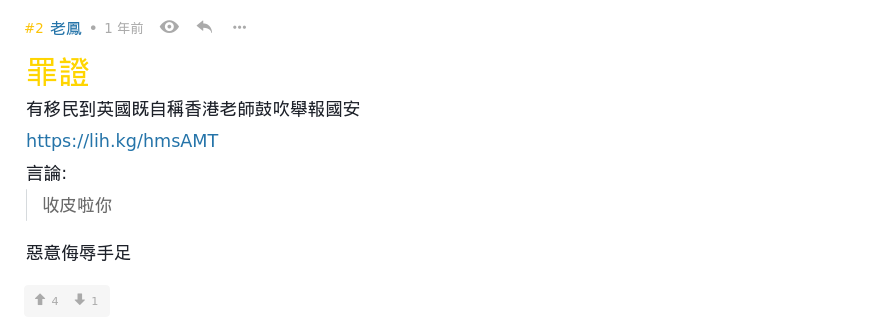 #2 老鳳 • 1 年前
罪證
有移民到英國既自稱香港老師鼓吹舉報國安
https://lih.kg/hmsAMT
言論:
收皮啦你
惡意侮辱手足
4 1